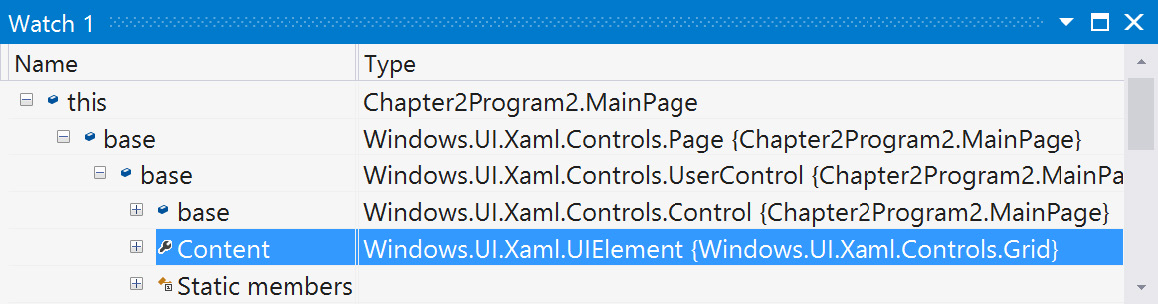 Watch 1
Name Type
this Chapter2Program2.MainPage
base Windows.UI.Xaml.Controls.Page {Chapter2Program2.MainPage}
base Windows.UI.Xaml.Controls.UserControl {Chapter2Program2.MainPa
base Windows.UI.Xaml.Controls.Control {Chapter2Program2.MainPage}
Content Windows.UI.Xaml.UIElement {Windows.UI.Xaml.Controls.Grid}
Static members